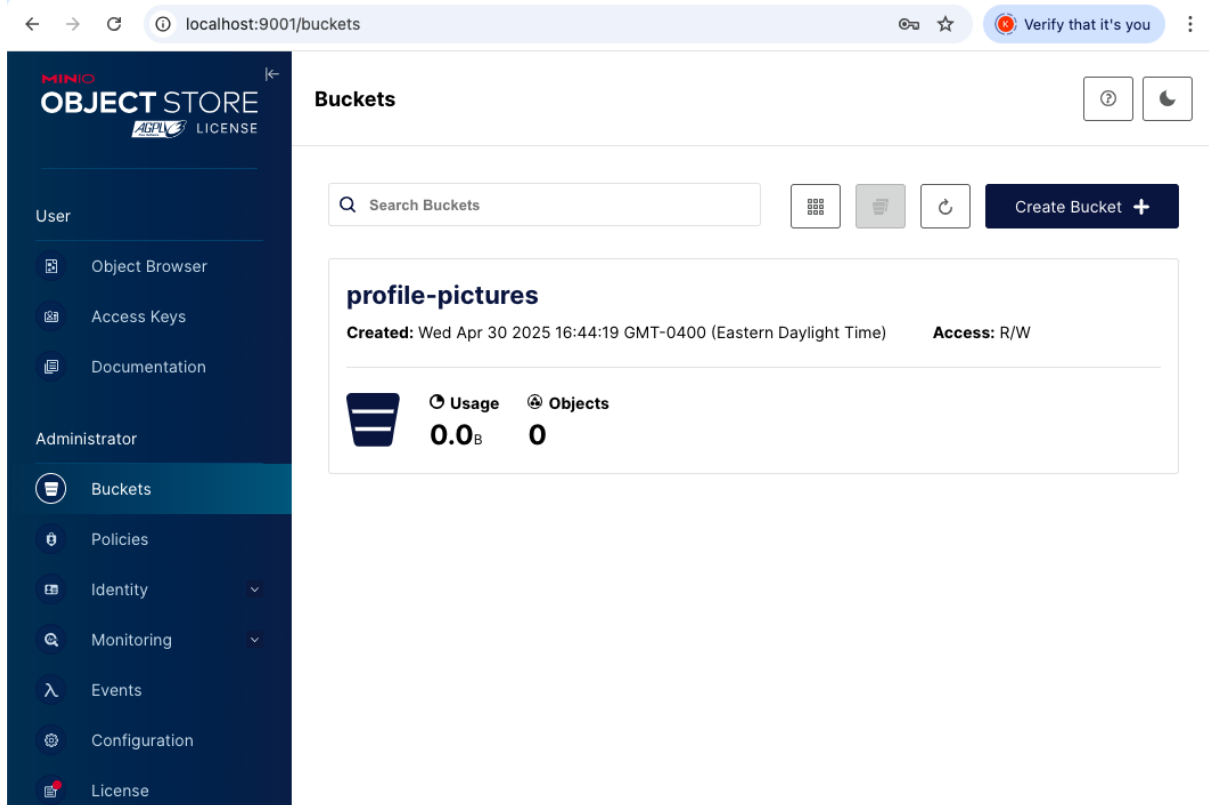 localhost:9001/buckets
K
Verify that it's you
MINIO
OBJECT STORE
AGPLv3 LICENSE
Buckets
User
Object Browser
Access Keys
Documentation
Administrator
Buckets
Policies
Identity
Monitoring
Events
Configuration
License
Search Buckets
Create Bucket
profile-pictures
Created: Wed Apr 30 2025 16:44:19 GMT-0400 (Eastern Daylight Time) Access: R/W
Usage Objects
0.0B 0